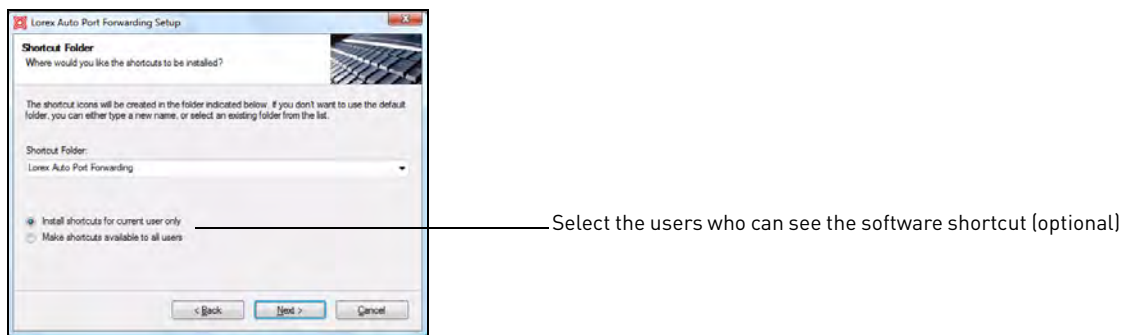 Lorex Auto Port Forwarding Setup
Shortcut Folder
Where would you like the shortcuts to be installed?
The shortcut icons will be created in the folder indicated below. If you don't want to use the default
folder, you can either type a new name, or select an existing folder from the list.
Shortcut Folder:
Lorex Auto Port Forwarding
Install shortcuts for current user only
Make shortcuts available to all users
Select the users who can see the software shortcut (optional)
< Back
Next >
Cancel